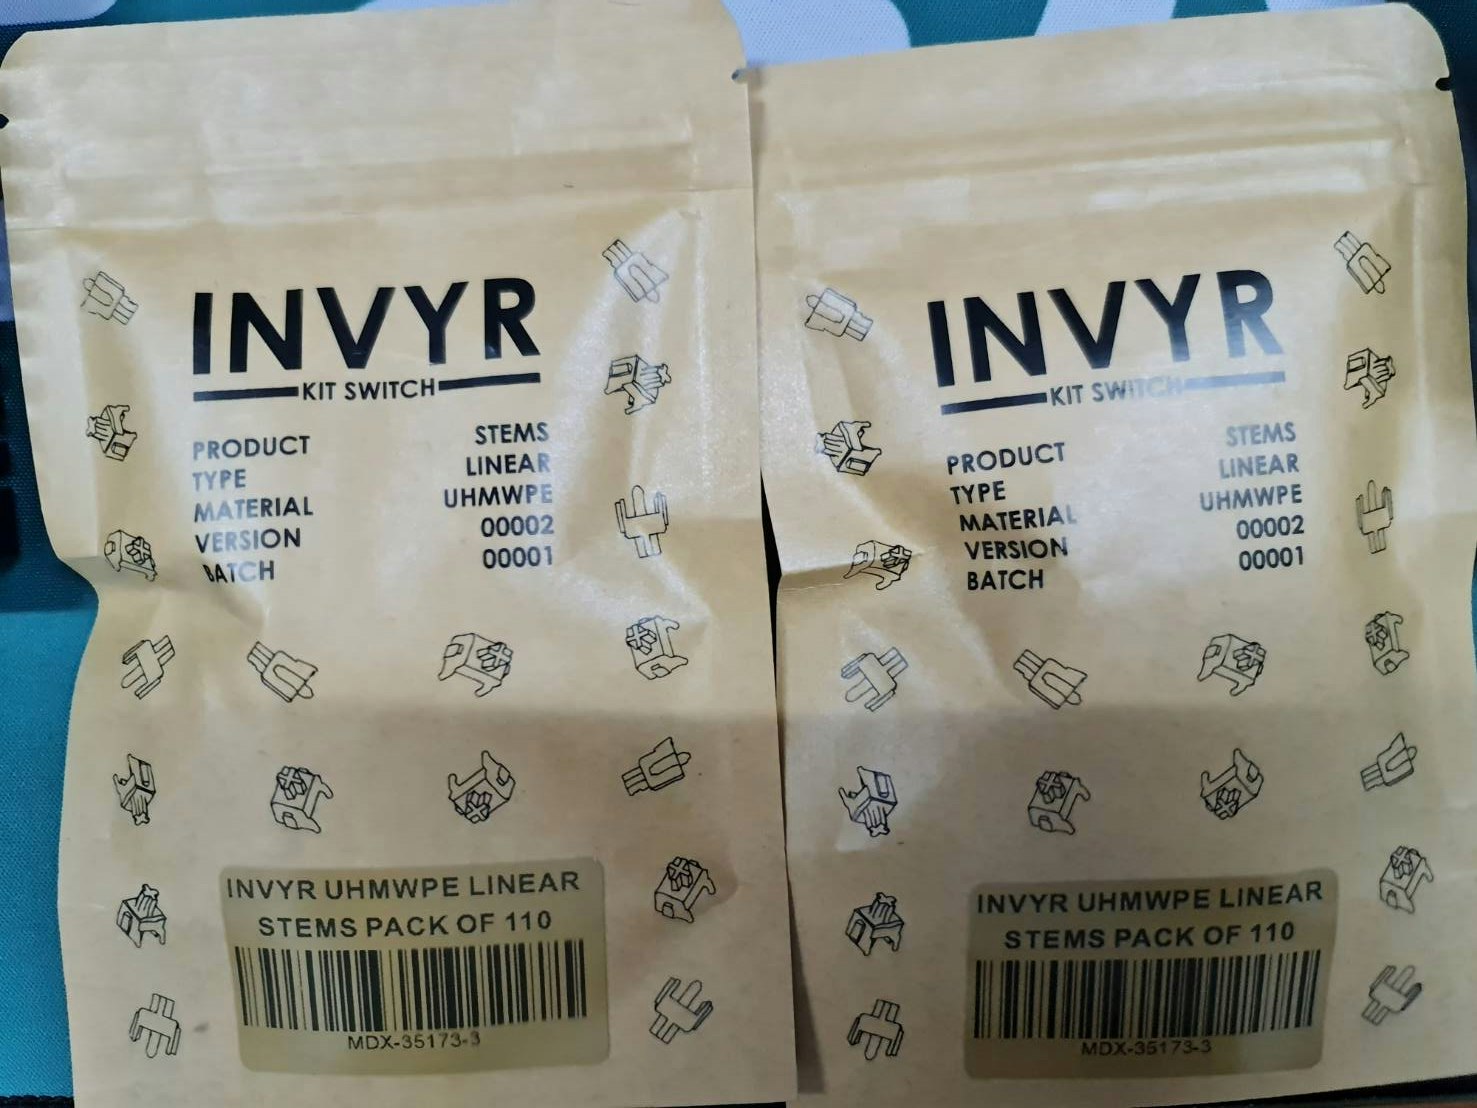 INVYR
KIT SWITCH
PRODUCT STEMS
TYPE LINEAR
MATERIAL UHMWPE
VERSION 00002
BATCH 00001
INVYR UHMWPE LINEAR
STEMS PACK OF 110
MDX-35173-3
INVYR
KIT SWITCH
PRODUCT STEMS
TYPE LINEAR
MATERIAL UHMWPE
VERSION 00002
BATCH 00001
INVYR UHMWPE LINEAR
STEMS PACK OF 110
MDX-35173-3